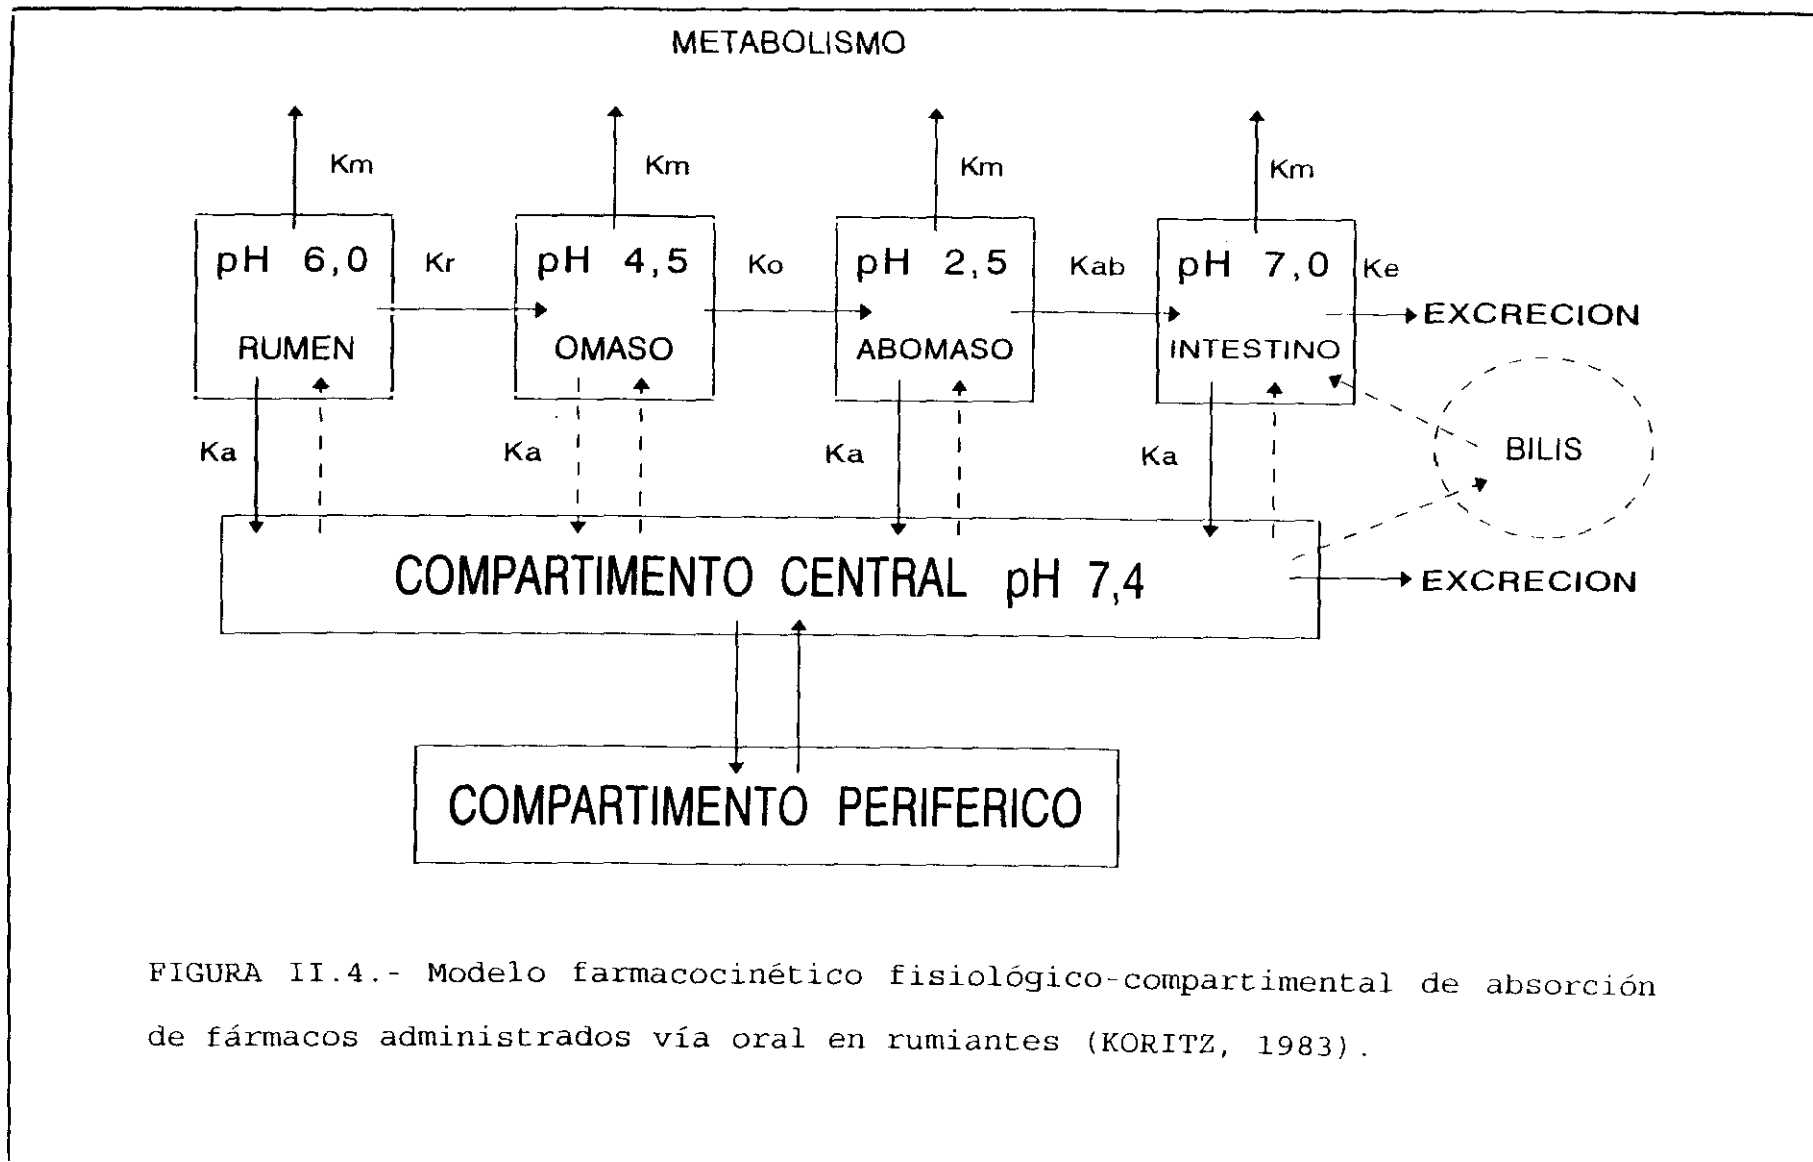 METABOLISMO
Km Km Km Km
pH 6,0 Kr pH 4,5 Ko pH 2,5 Kab pH 7,0 Ke
EXCRECION
RUMEN OMASO ABOMASO INTESTINO
Ka Ka Ka Ka BILIS
COMPARTIMENTO CENTRAL pH 7,4 EXCRECION
COMPARTIMENTO PERIFERICO
FIGURA II.4.- Modelo farmacocinético fisiológico-compartimental de absorción
de fármacos administrados vía oral en rumiantes (KORITZ, 1983).